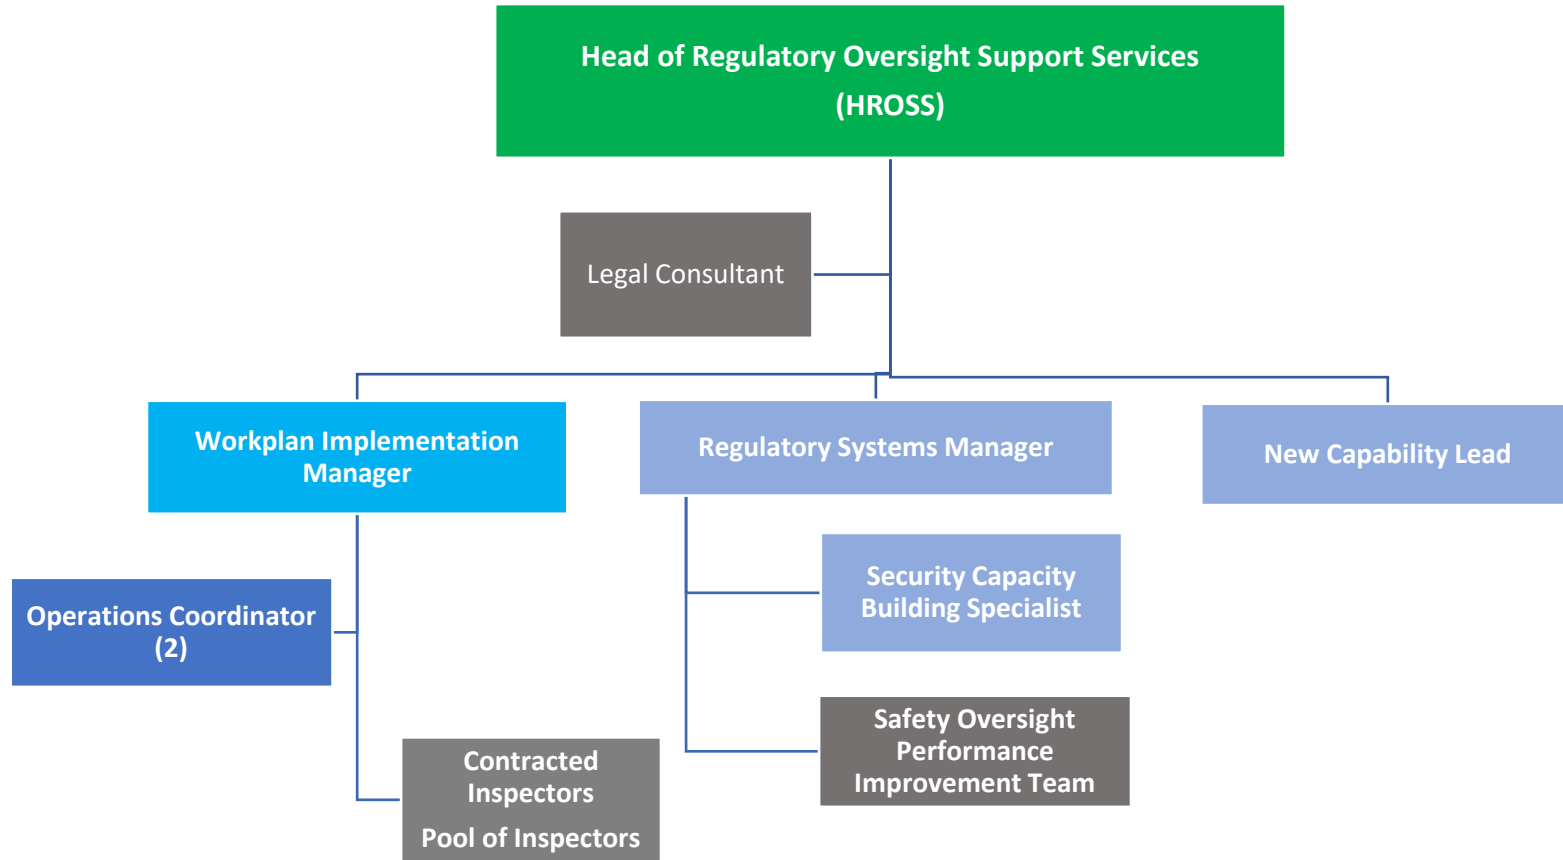 Head of Regulatory Oversight Support Services
(HROSS)
Legal Consultant
Workplan Implementation
Manager
Regulatory Systems Manager
New Capability Lead
Operations Coordinator
(2)
Security Capacity
Building Specialist
Contracted
Inspectors
Pool of Inspectors
Safety Oversight
Performance
Improvement Team